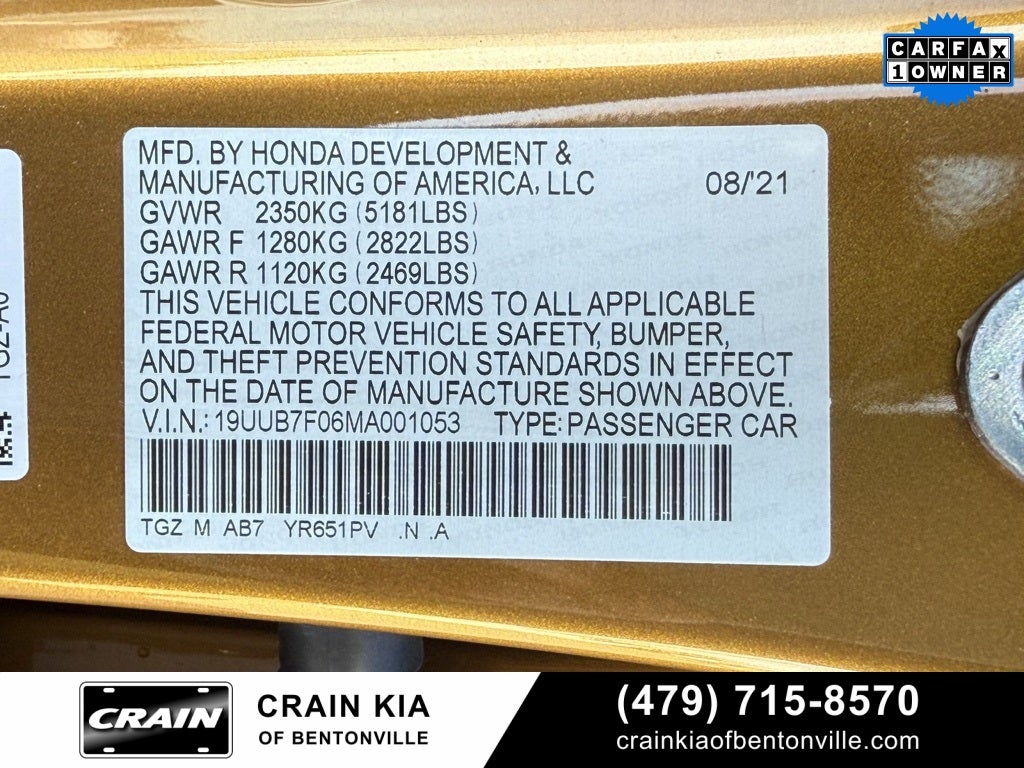 CARFAX
1 OWNER
MFD. BY HONDA DEVELOPMENT &
MANUFACTURING OF AMERICA, LLC 08/'21
GVWR 2350KG (5181LBS)
GAWR F 1280KG (2822LBS)
GAWR R 1120KG (2469LBS)
THIS VEHICLE CONFORMS TO ALL APPLICABLE
FEDERAL MOTOR VEHICLE SAFETY, BUMPER,
AND THEFT PREVENTION STANDARDS IN EFFECT
ON THE DATE OF MANUFACTURE SHOWN ABOVE.
V.I.N.: 19UUB7F06MA001053 TYPE: PASSENGER CAR
TGZ M AB7 YR651PV .N .A
CRAIN
CRAIN KIA
OF BENTONVILLE
(479) 715-8570
crainkiaofbentonville.com